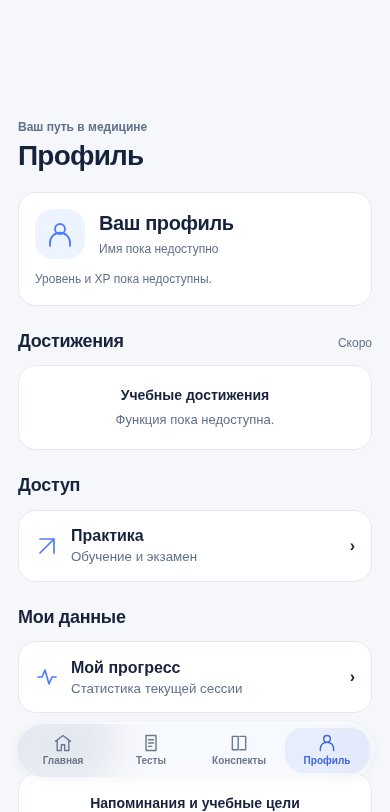 Ваш путь в медицине
Профиль
Ваш профиль
Имя пока недоступно
Уровень и XP пока недоступны.
Достижения
Скоро
Учебные достижения
Функция пока недоступна.
Доступ
Практика
Обучение и экзамен
›
Мои данные
Мой прогресс
Статистика текущей сессии
›
Главная
Тесты
Конспекты
Профиль
Напоминания и учебные цели